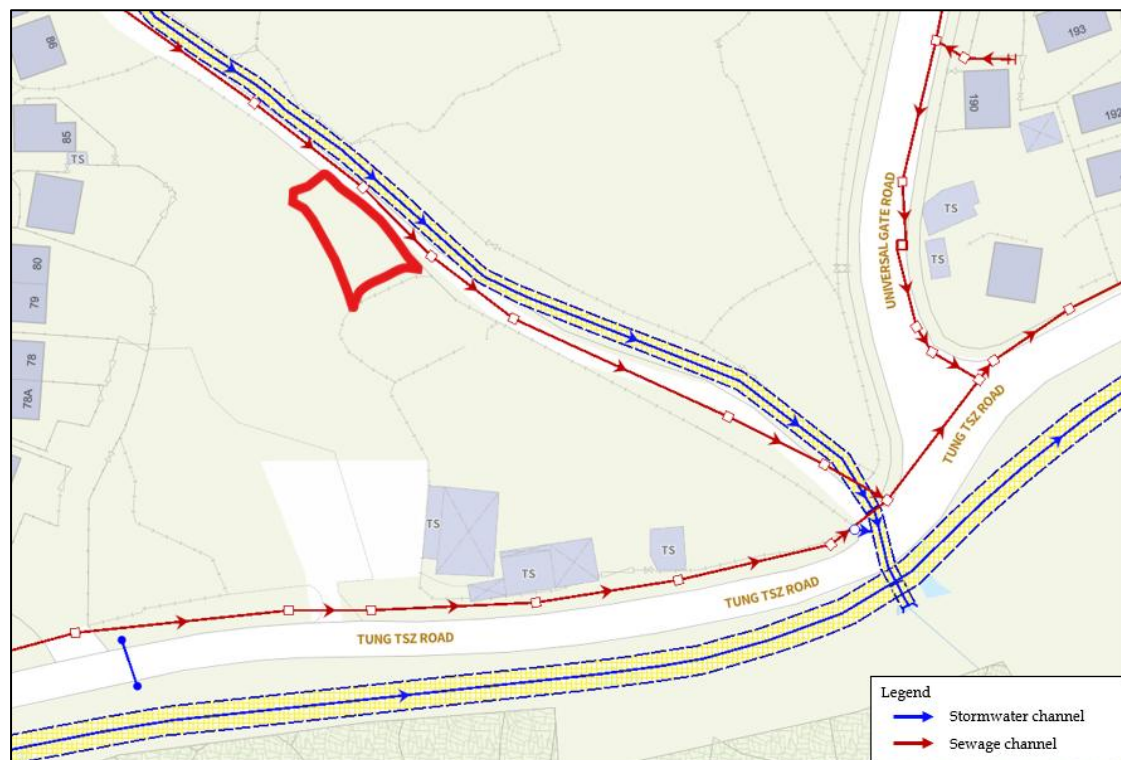 98
193
85
TS
190
192
TS
UNIVERSAL GATE ROAD
TS
80
79
78
78A
TUNG TSZ ROAD
TS
TS
TS
TUNG TSZ ROAD
TUNG TSZ ROAD
Legend
Stormwater channel
Sewage channel